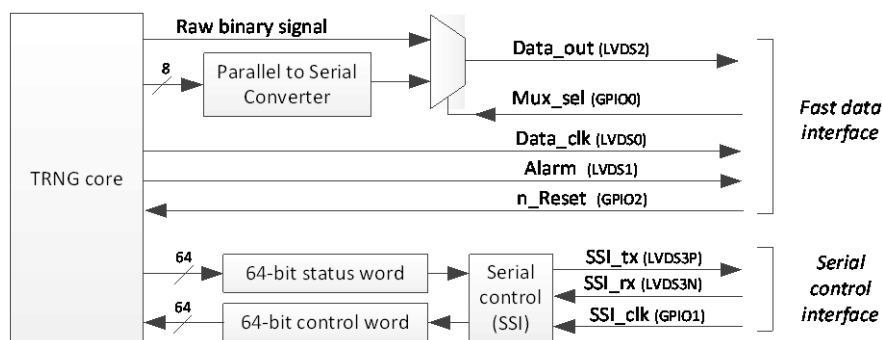 Raw binary signal
8
Parallel to Serial
Converter
Data_out (LVDS2)
Mux_sel (GPIO0)
Fast data
interface
Data_clk (LVDS0)
TRNG core
Alarm (LVDS1)
n_Reset (GPIO2)
64
64-bit status word
64
64-bit control word
Serial
control
(SSI)
SSI_tx (LVDS3P)
SSI_rx (LVDS3N)
SSI_clk (GPIO1)
Serial
control
interface